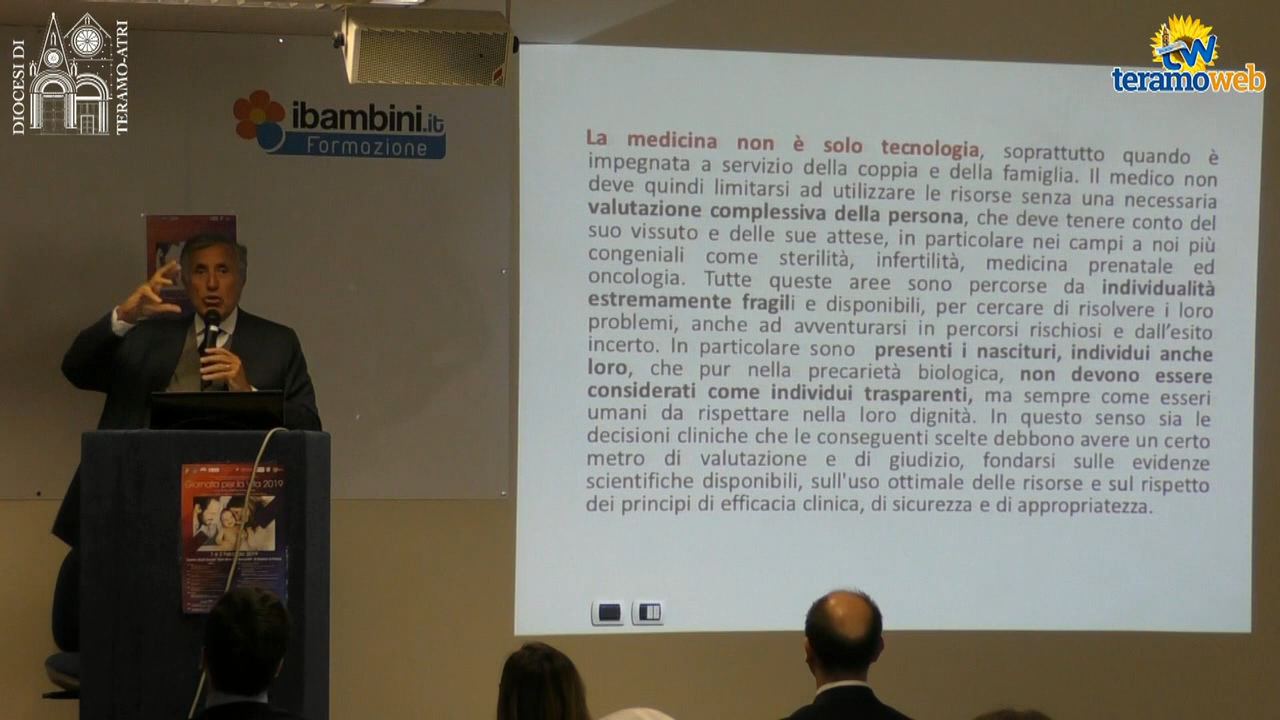 DIOCESI DI
TERAMO-ATRI
ibambini.it
Formazione
tw
teramoweb
La medicina non è solo tecnologia, soprattutto quando è
impegnata a servizio della coppia e della famiglia. Il medico non
deve quindi limitarsi ad utilizzare le risorse senza una necessaria
valutazione complessiva della persona, che deve tenere conto del
suo vissuto e delle sue attese, in particolare nei campi a noi più
congeniali come sterilità, infertilità, medicina prenatale ed
oncologia. Tutte queste aree sono percorse da individualità
estremamente fragili e disponibili, per cercare di risolvere i loro
problemi, anche ad avventurarsi in percorsi rischiosi e dall'esito
incerto. In particolare sono presenti i nascituri, individui anche
loro, che pur nella precarietà biologica, non devono essere
considerati come individui trasparenti, ma sempre come esseri
umani da rispettare nella loro dignità. In questo senso sia le
decisioni cliniche che le conseguenti scelte debbono avere un certo
metro di valutazione e di giudizio, fondarsi sulle evidenze
scientifiche disponibili, sull'uso ottimale delle risorse e sul rispetto
dei principi di efficacia clinica, di sicurezza e di appropriatezza.
Giornata per la Vita 2019